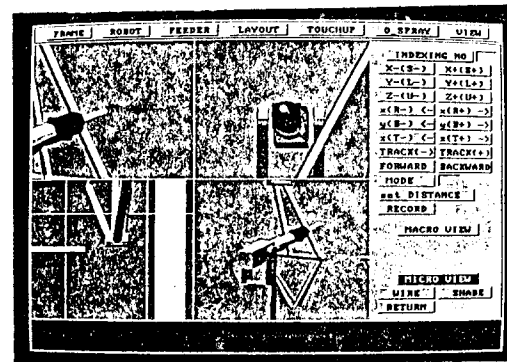 FRAME ROBOT FEEDER LAYOUT TOUCHUP O_SPRAY VIEW
INDEXING NO
X-(S-) X+(S+)
Y-(L-) Y+(L+)
Z-(U-) Z+(U+)
x(R-) <- x(R+) ->
y(B-) <- y(B+) ->
z(T-) <- z(T+) ->
TRACK(-) TRACK(+)
FORWARD BACKWARD
MODE
set DISTANCE
RECORD
MACRO VIEW
MICRO VIEW
WIRE SHADE
RETURN